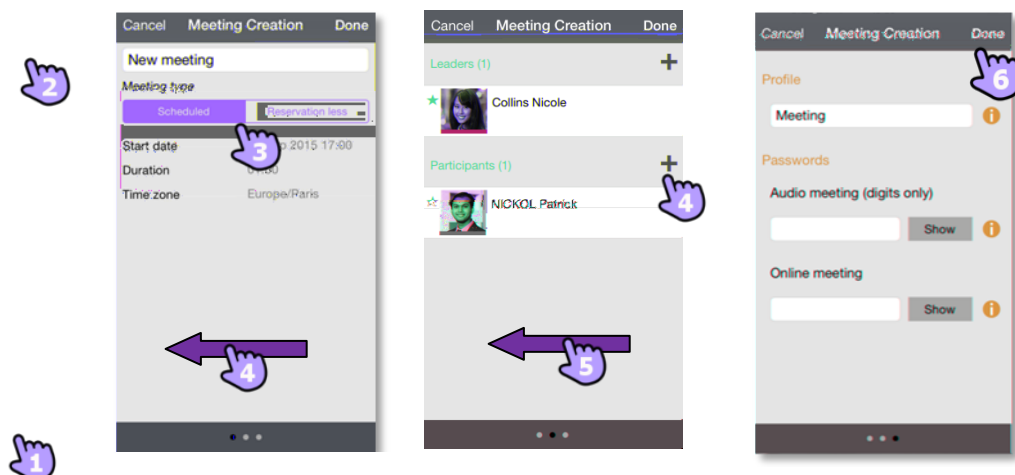 Cancel Meeting Creation Done
New meeting
Meeting type
Scheduled Reservation less
Start date 2015 17:00
Duration
Time zone Europe/Paris
2
3
4
1
Cancel Meeting Creation Done
Leaders (1)
Collins Nicole
Participants (1)
NICKOL Patrick
4
5
Cancel Meeting Creation Done
6
Profile
Meeting
Passwords
Audio meeting (digits only)
Show
Online meeting
Show